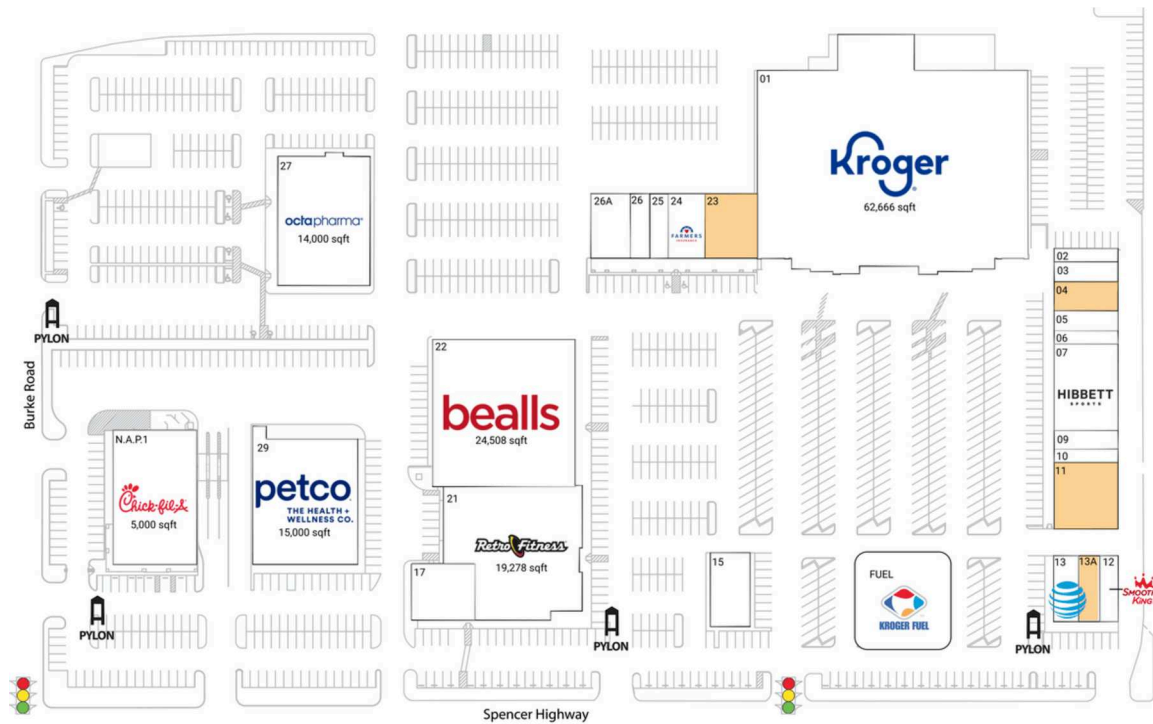 01
Kroger
62,666 sqft
27
octapharma
14,000 sqft
26A
26
25
24
23
FARMERS
INSURANCE
02
03
04
05
06
07
HIBBETT
SPORTS
09
10
11
PYLON
Burke Road
22
bealls
24,508 sqft
N.A.P.1
Chick-fil-A
5,000 sqft
29
petco
THE HEALTH +
WELLNESS CO.
15,000 sqft
21
Retro Fitness
19,278 sqft
17
15
FUEL
KROGER FUEL
13
13A
12
SMOOTH
KING
PYLON
PYLON
PYLON
Spencer Highway